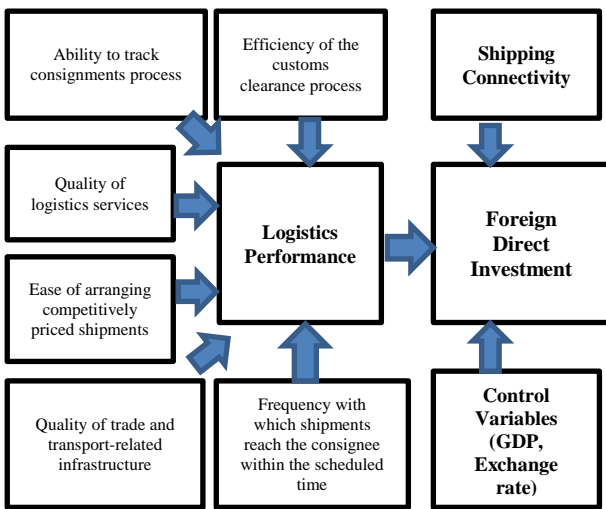 Ability to track
consignments process
Efficiency of the
customs
clearance process
Shipping
Connectivity
Quality of
logistics services
Logistics
Performance
Foreign
Direct
Investment
Ease of arranging
competitively
priced shipments
Quality of trade and
transport-related
infrastructure
Frequency with
which shipments
reach the consignee
within the scheduled
time
Control
Variables
(GDP,
Exchange
rate)